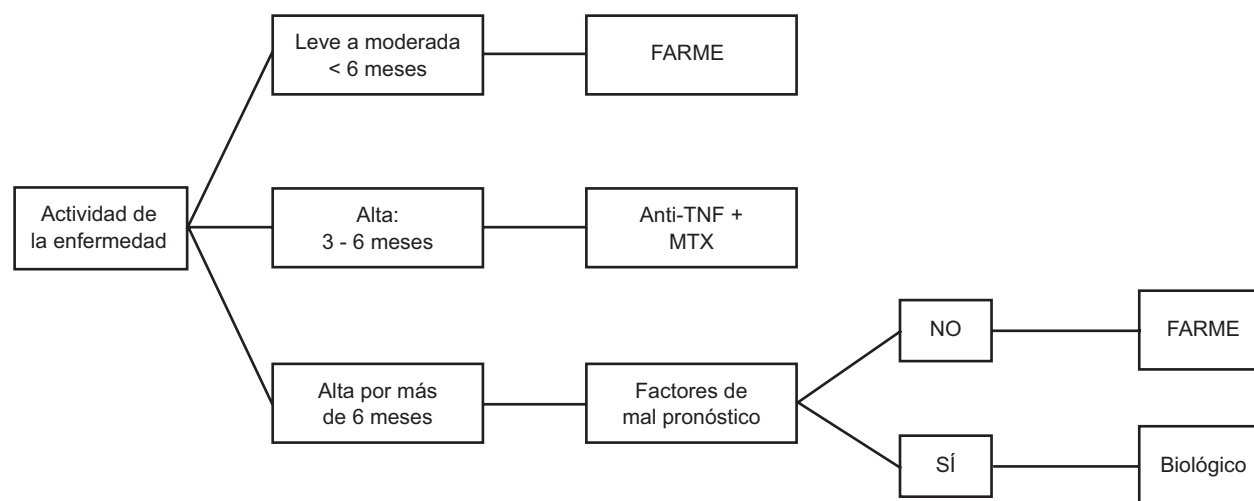 Leve a moderada
< 6 meses
FARME
Actividad de
la enfermedad
Alta:
3 - 6 meses
Anti-TNF +
MTX
NO
FARME
Alta por más
de 6 meses
Factores de
mal pronóstico
SÍ
Biológico